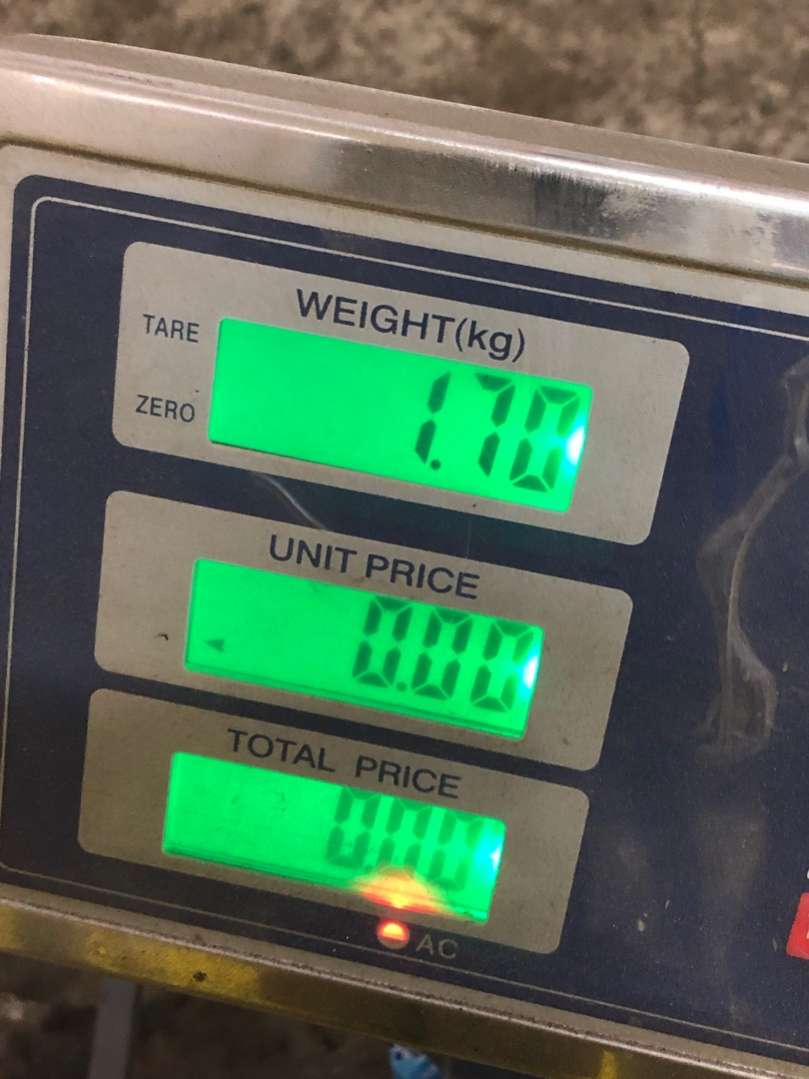 WEIGHT(kg)
TARE
ZERO
1.70
UNIT PRICE
0.00
TOTAL PRICE
0.00
AC